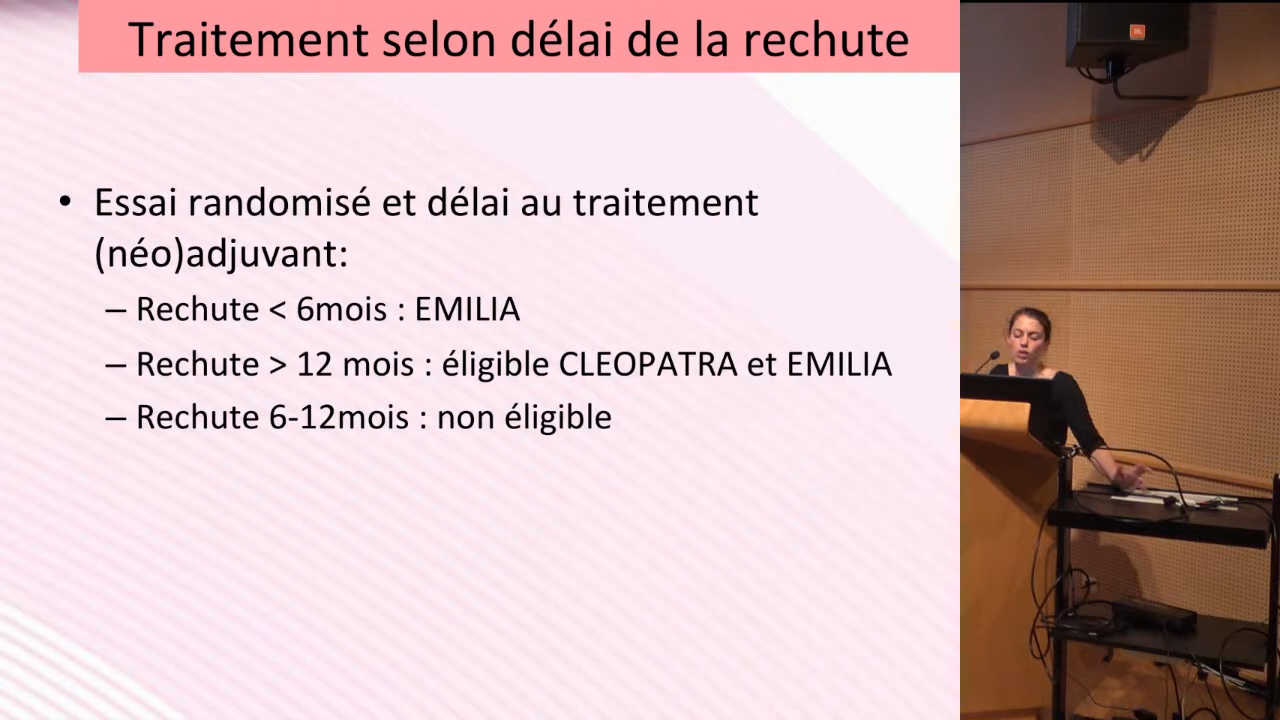 Traitement selon délai de la rechute
• Essai randomisé et délai au traitement
(néo)adjuvant:
– Rechute < 6mois : EMILIA
– Rechute > 12 mois : éligible CLEOPATRA et EMILIA
– Rechute 6-12mois : non éligible